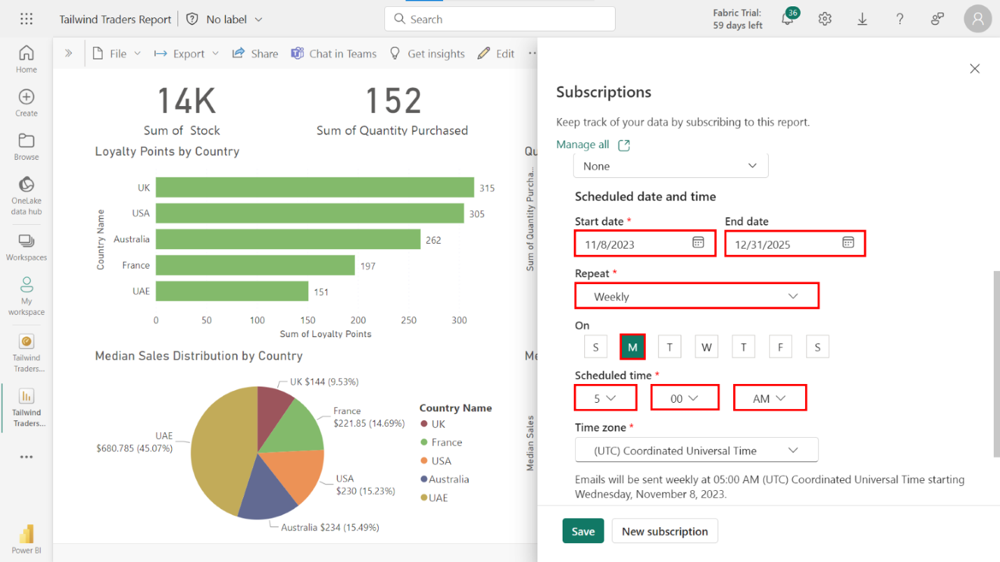 Tailwind Traders Report
No label
Search
Fabric Trial:
59 days left
36
Home
Create
Browse
OneLake
data hub
Workspaces
My
workspace
Tailwind
Traders...
Tailwind
Traders...
Power BI
File
Export
Share
Chat in Teams
Get insights
Edit
14K
Sum of Stock
152
Sum of Quantity Purchased
Loyalty Points by Country
Country Name
UK
315
USA
305
Australia
262
France
197
UAE
151
0 50 100 150 200 250 300
Sum of Loyalty Points
Qu
Sum of Quantity Purcha...
Median Sales Distribution by Country
UK $144 (9.53%)
France
$221.85 (14.69%)
USA
$230 (15.23%)
Australia $234 (15.49%)
UAE
$680.785 (45.07%)
Country Name
UK
France
USA
Australia
UAE
Me
Median Sales
Subscriptions
Keep track of your data by subscribing to this report.
Manage all
None
Scheduled date and time
Start date *
End date
11/8/2023
12/31/2025
Repeat *
Weekly
On
S M T W T F S
Scheduled time *
5 00 AM
Time zone *
(UTC) Coordinated Universal Time
Emails will be sent weekly at 05:00 AM (UTC) Coordinated Universal Time starting
Wednesday, November 8, 2023.
Save
New subscription